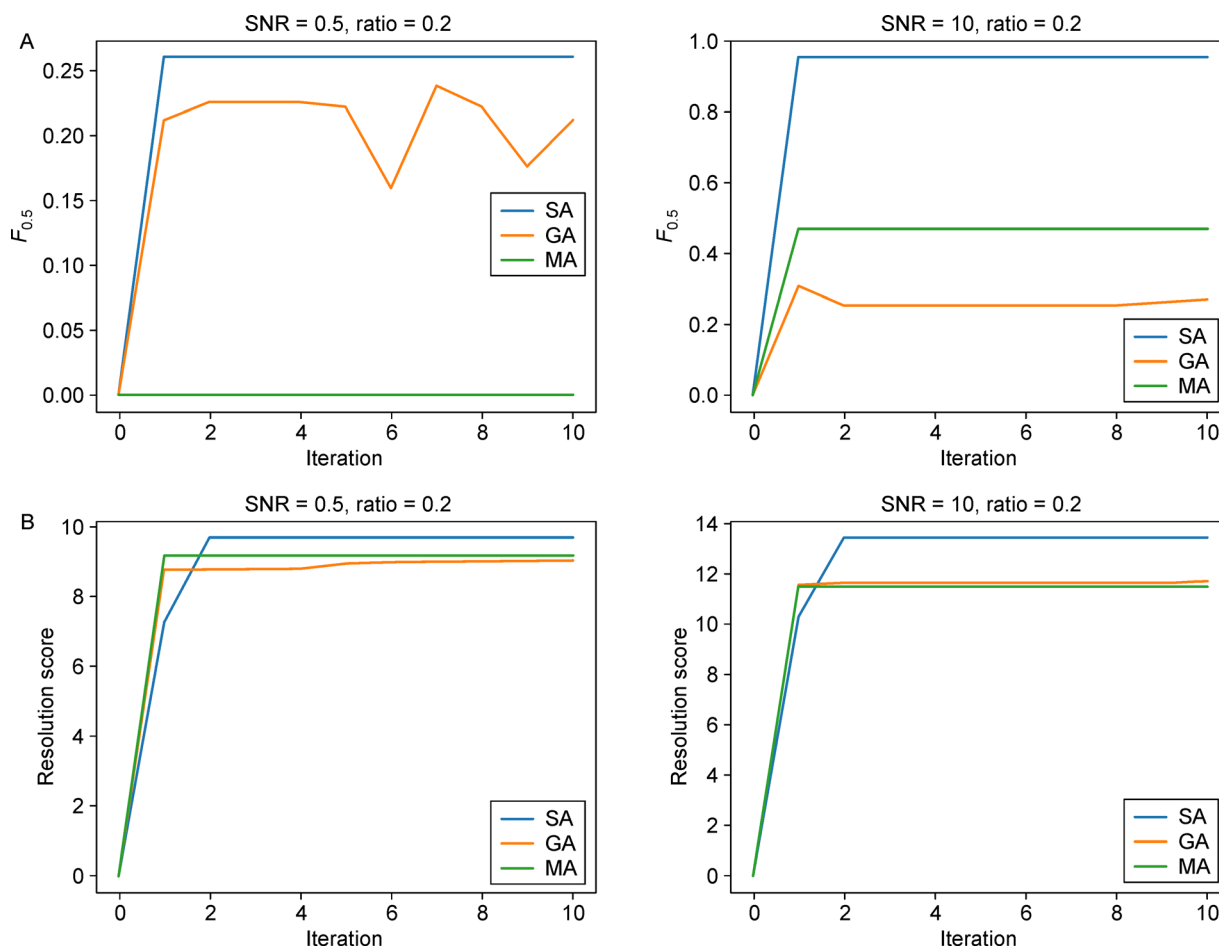 A
SNR = 0.5, ratio = 0.2
F0.5
0.25
0.20
0.15
0.10
0.05
0.00
0 2 4 6 8 10
Iteration
SA
GA
MA
SNR = 10, ratio = 0.2
F0.5
1.0
0.8
0.6
0.4
0.2
0.0
0 2 4 6 8 10
Iteration
SA
GA
MA
B
SNR = 0.5, ratio = 0.2
Resolution score
10
8
6
4
2
0
0 2 4 6 8 10
Iteration
SA
GA
MA
SNR = 10, ratio = 0.2
Resolution score
14
12
10
8
6
4
2
0
0 2 4 6 8 10
Iteration
SA
GA
MA